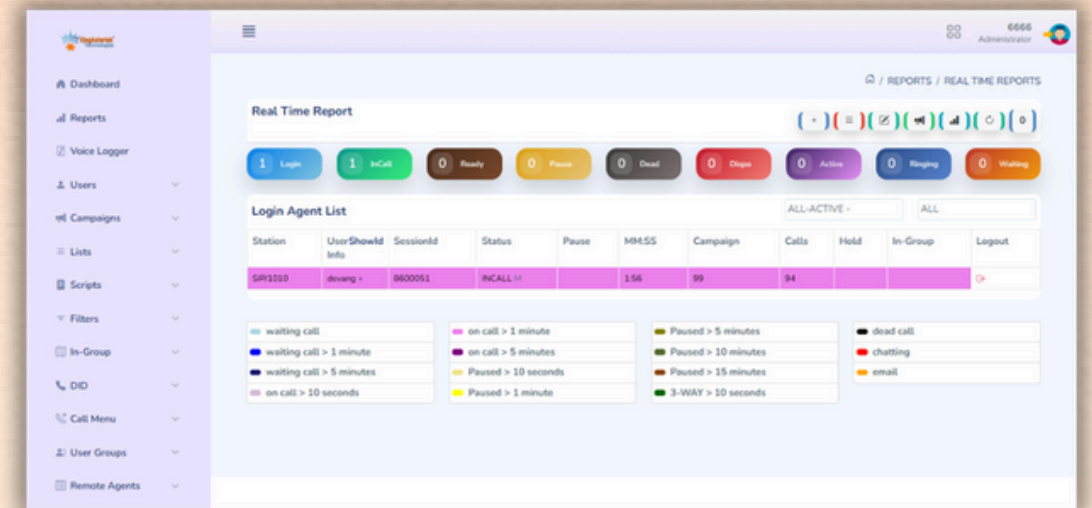 6666
Administrator
Dashboard
Reports
Voice Logger
Users
Campaigns
Lists
Scripts
Filters
In-Group
DID
Call Menu
User Groups
Remote Agents
/ REPORTS / REAL TIME REPORTS
Real Time Report
1 Login
1 InCall
0 Ready
0 Pause
0 Dead
0 Dispo
0 Active
0 Ringing
0 Waiting
Login Agent List
ALL-ACTIVE -
ALL
Station UserShowId SessionId Status Pause MM:SS Campaign Calls Hold In-Group Logout
Info
devang + 8600051 INCALL M 1:56 99 94
waiting call
waiting call > 1 minute
waiting call > 5 minutes
on call > 10 seconds
on call > 1 minute
on call > 5 minutes
Paused > 10 seconds
Paused > 1 minute
Paused > 5 minutes
Paused > 10 minutes
Paused > 15 minutes
3-WAY > 10 seconds
dead call
chatting
email